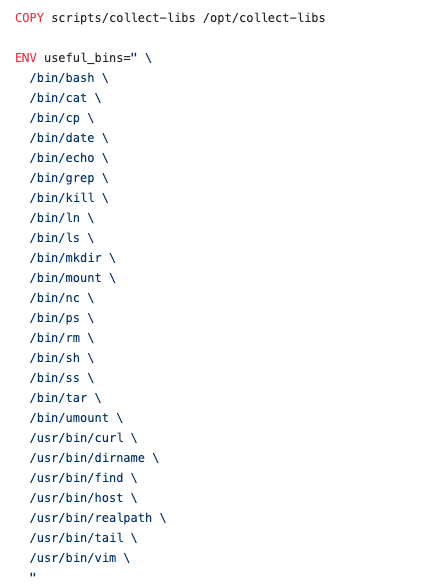 COPY scripts/collect-libs /opt/collect-libs
ENV useful_bins=" \
/bin/bash \
/bin/cat \
/bin/cp \
/bin/date \
/bin/echo \
/bin/grep \
/bin/kill \
/bin/ln \
/bin/ls \
/bin/mkdir \
/bin/mount \
/bin/nc \
/bin/ps \
/bin/rm \
/bin/sh \
/bin/ss \
/bin/tar \
/bin/umount \
/usr/bin/curl \
/usr/bin/dirname \
/usr/bin/find \
/usr/bin/host \
/usr/bin/realpath \
/usr/bin/tail \
/usr/bin/vim \
"